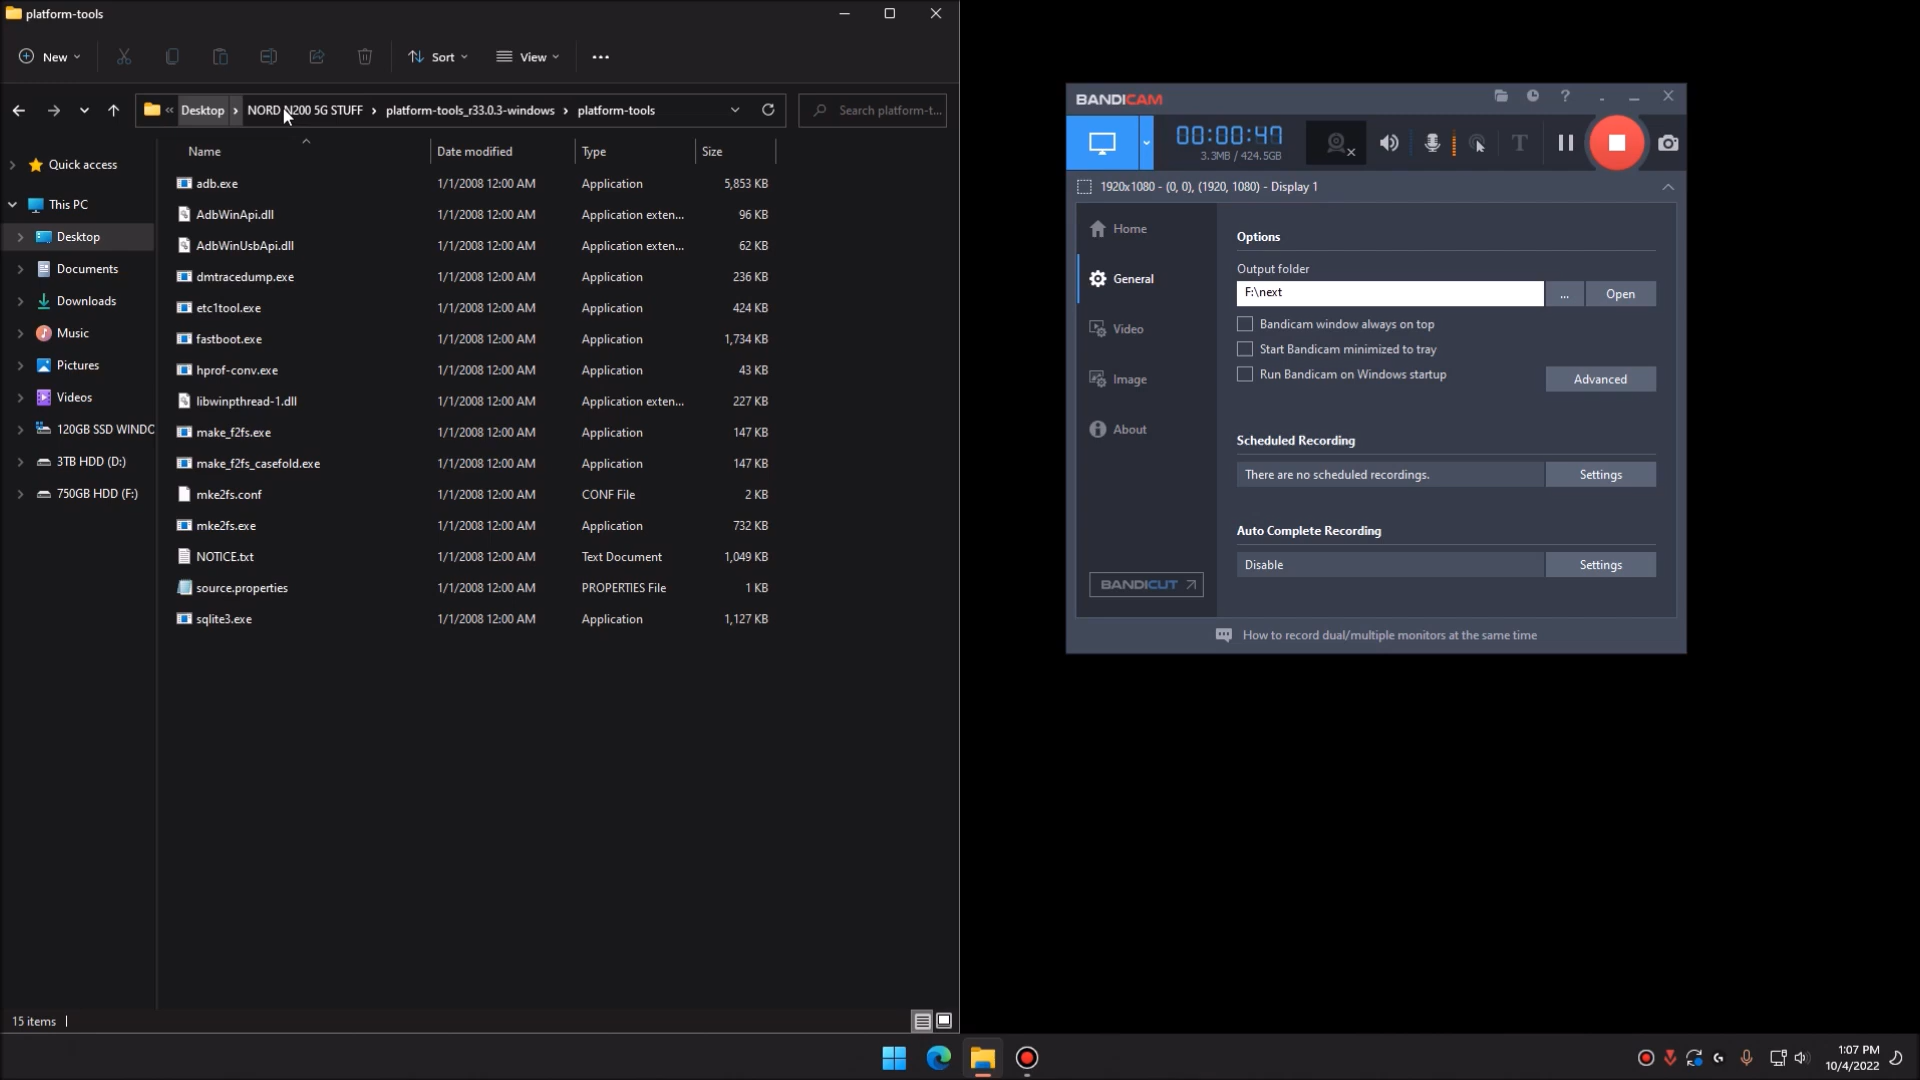 platform-tools
New
Sort
View
« Desktop > NORD N200 5G STUFF > platform-tools_r33.0.3-windows > platform-tools
Search platform-t...
Name Date modified Type Size
Quick access
This PC
Desktop
Documents
Downloads
Music
Pictures
Videos
120GB SSD WINDC
3TB HDD (D:)
750GB HDD (F:)
adb.exe 1/1/2008 12:00 AM Application 5,853 KB
AdbWinApi.dll 1/1/2008 12:00 AM Application exten... 96 KB
AdbWinUsbApi.dll 1/1/2008 12:00 AM Application exten... 62 KB
dmtracedump.exe 1/1/2008 12:00 AM Application 236 KB
etc1tool.exe 1/1/2008 12:00 AM Application 424 KB
fastboot.exe 1/1/2008 12:00 AM Application 1,734 KB
hprof-conv.exe 1/1/2008 12:00 AM Application 43 KB
libwinpthread-1.dll 1/1/2008 12:00 AM Application exten... 227 KB
make_f2fs.exe 1/1/2008 12:00 AM Application 147 KB
make_f2fs_casefold.exe 1/1/2008 12:00 AM Application 147 KB
mke2fs.conf 1/1/2008 12:00 AM CONF File 2 KB
mke2fs.exe 1/1/2008 12:00 AM Application 732 KB
NOTICE.txt 1/1/2008 12:00 AM Text Document 1,049 KB
source.properties 1/1/2008 12:00 AM PROPERTIES File 1 KB
sqlite3.exe 1/1/2008 12:00 AM Application 1,127 KB
15 items
BANDICAM
00:00:47
3.3MB / 424.5GB
1920x1080 - (0, 0), (1920, 1080) - Display 1
Home
General
Video
Image
About
BANDICUT
Options
Output folder
F:\next
... Open
Bandicam window always on top
Start Bandicam minimized to tray
Run Bandicam on Windows startup
Advanced
Scheduled Recording
There are no scheduled recordings. Settings
Auto Complete Recording
Disable Settings
How to record dual/multiple monitors at the same time
1:07 PM
10/4/2022